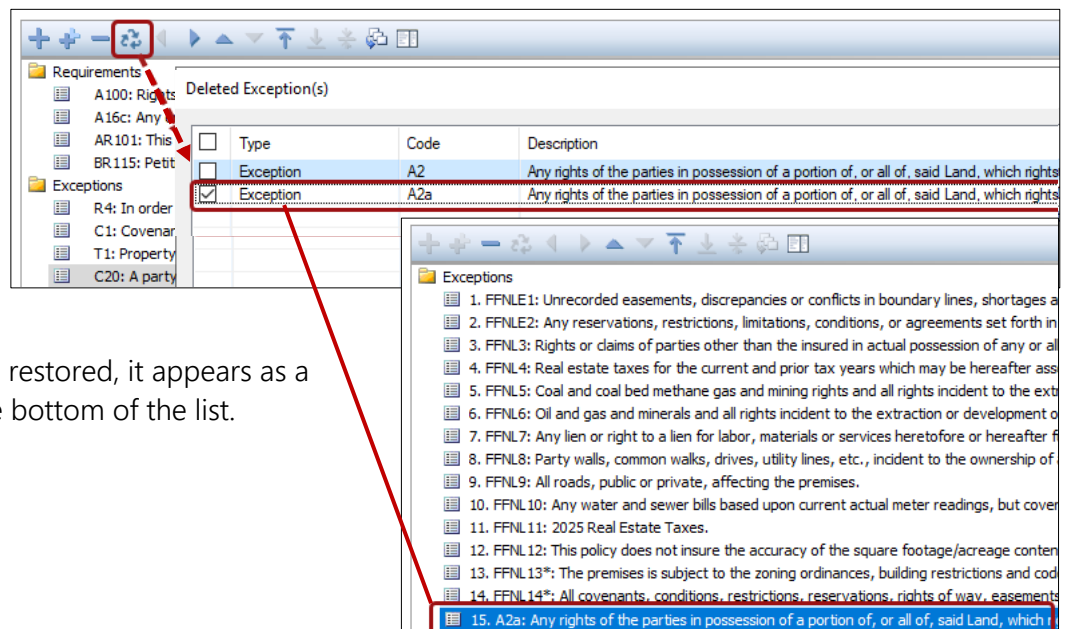 Requirements
A100: Rights
A16c: Any
AR101: This
BR115: Petit
Exceptions
R4: In order
C1: Covenar
T1: Property
C20: A party
Deleted Exception(s)
Type Code Description
Exception A2 Any rights of the parties in possession of a portion of, or all of, said Land, which rights
Exception A2a Any rights of the parties in possession of a portion of, or all of, said Land, which rights
restored, it appears as a
bottom of the list.
Exceptions
1. FFNLE1: Unrecorded easements, discrepancies or conflicts in boundary lines, shortages a
2. FFNLE2: Any reservations, restrictions, limitations, conditions, or agreements set forth in
3. FFNL3: Rights or claims of parties other than the insured in actual possession of any or all
4. FFNL4: Real estate taxes for the current and prior tax years which may be hereafter ass
5. FFNL5: Coal and coal bed methane gas and mining rights and all rights incident to the extr
6. FFNL6: Oil and gas and minerals and all rights incident to the extraction or development o
7. FFNL7: Any lien or right to a lien for labor, materials or services heretofore or hereafter f
8. FFNL8: Party walls, common walks, drives, utility lines, etc., incident to the ownership of
9. FFNL9: All roads, public or private, affecting the premises.
10. FFNL10: Any water and sewer bills based upon current actual meter readings, but cover
11. FFNL11: 2025 Real Estate Taxes.
12. FFNL12: This policy does not insure the accuracy of the square footage/acreage conten
13. FFNL13*: The premises is subject to the zoning ordinances, building restrictions and cod
14. FFNL14*: All covenants, conditions, restrictions, reservations, rights of way, easements
15. A2a: Any rights of the parties in possession of a portion of, or all of, said Land, which